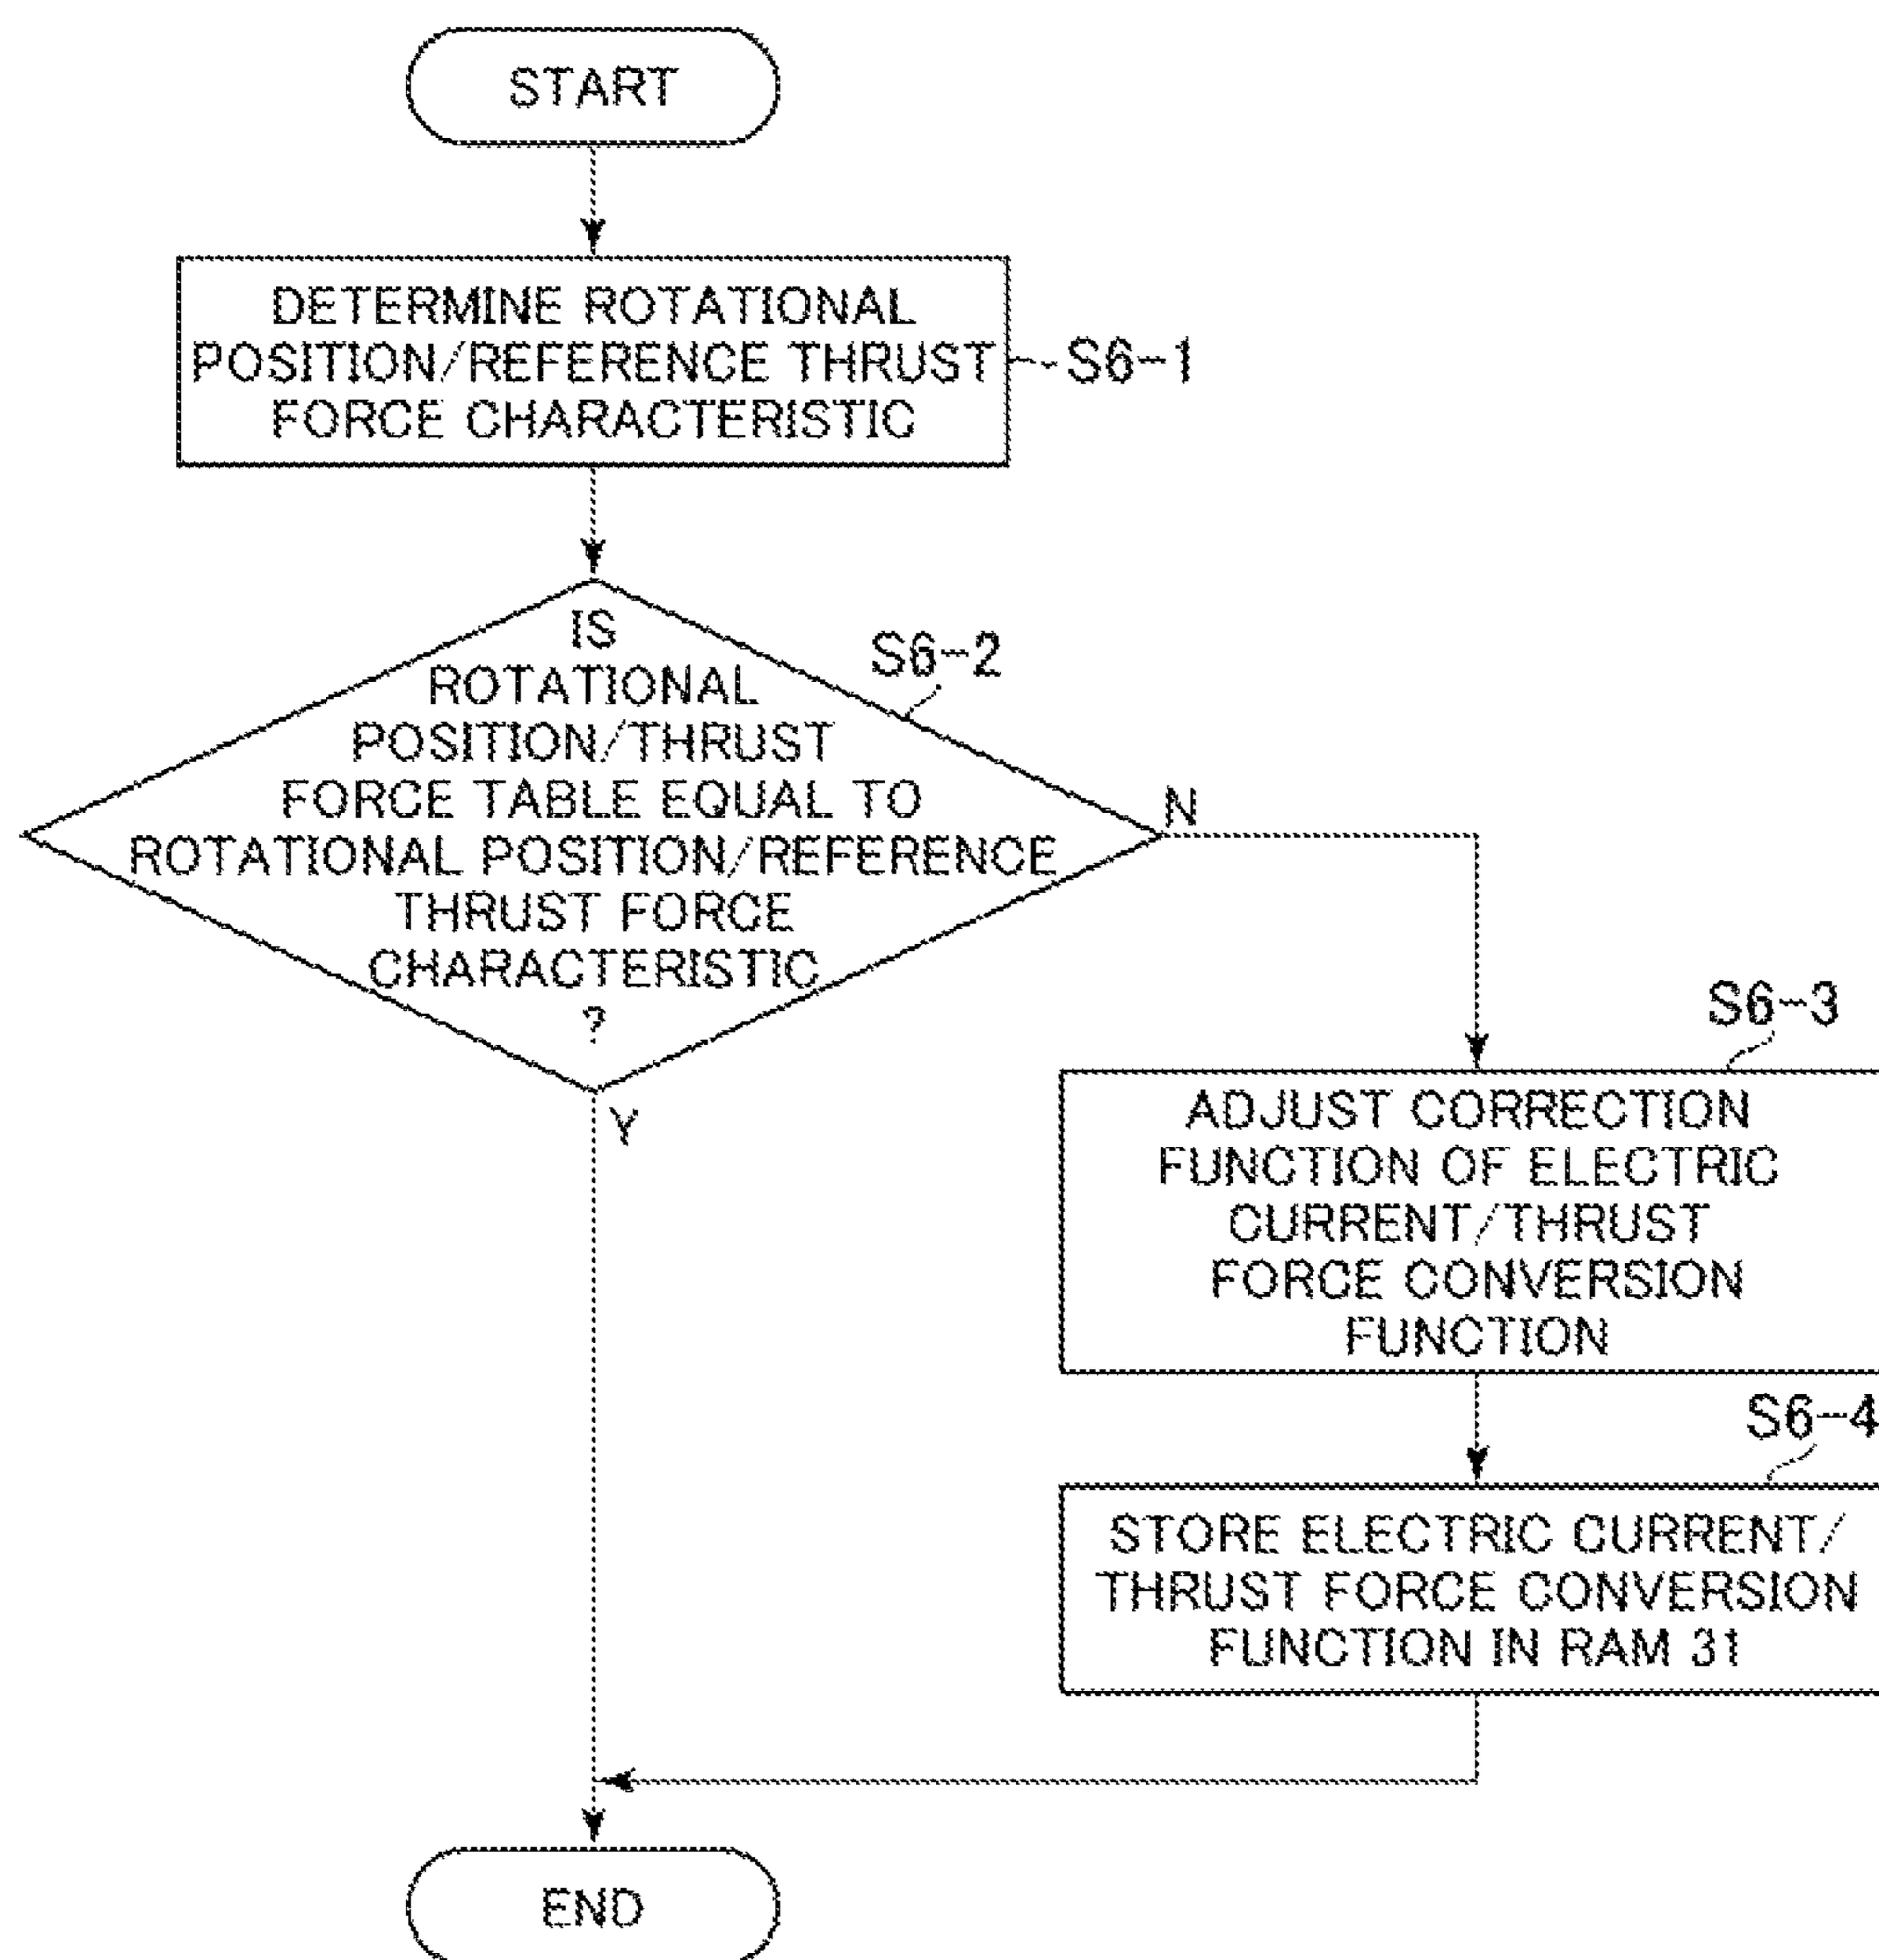 START
DETERMINE ROTATIONAL
POSITION/REFERENCE THRUST
FORCE CHARACTERISTIC
S6-1
IS
ROTATIONAL
POSITION/THRUST
FORCE TABLE EQUAL TO
ROTATIONAL POSITION/REFERENCE
THRUST FORCE
CHARACTERISTIC
?
S6-2
N
Y
S6-3
ADJUST CORRECTION
FUNCTION OF ELECTRIC
CURRENT/THRUST
FORCE CONVERSION
FUNCTION
S6-4
STORE ELECTRIC CURRENT/
THRUST FORCE CONVERSION
FUNCTION IN RAM 31
END